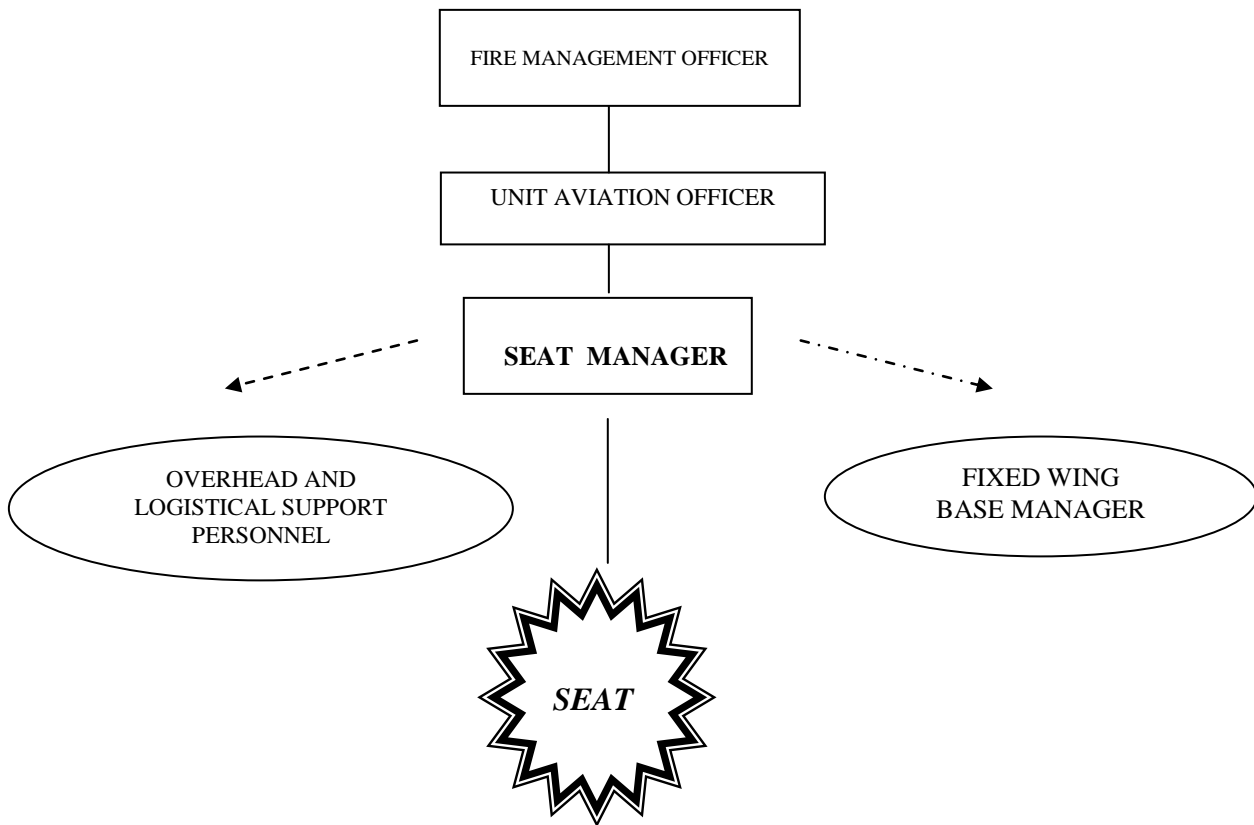 FIRE MANAGEMENT OFFICER
UNIT AVIATION OFFICER
SEAT MANAGER
OVERHEAD AND
LOGISTICAL SUPPORT
PERSONNEL
FIXED WING
BASE MANAGER
SEAT